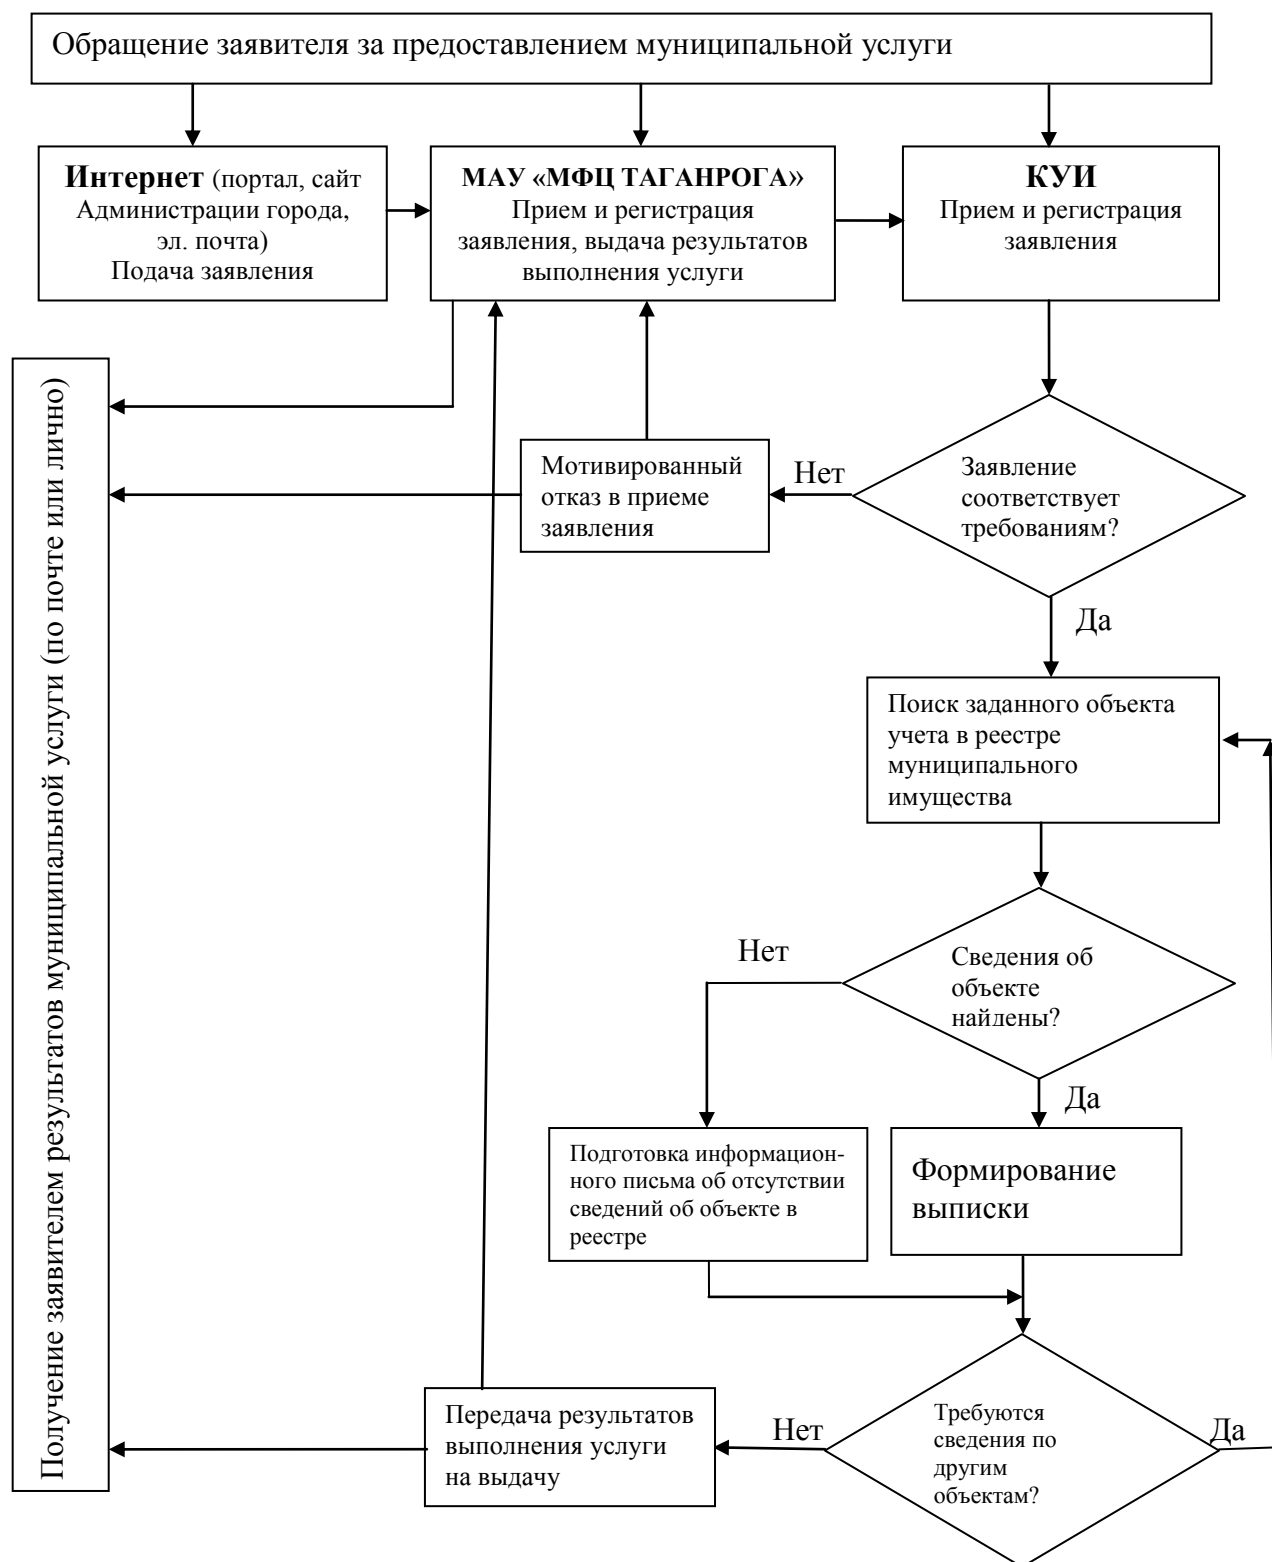 Обращение заявителя за предоставлением муниципальной услуги
Интернет (портал, сайт
Администрации города,
эл. почта)
Подача заявления
МАУ «МФЦ ТАГАНРОГА»
Прием и регистрация
заявления, выдача результатов
выполнения услуги
КУИ
Прием и регистрация
заявления
Получение заявителем результатов муниципальной услуги (по почте или лично)
Мотивированный
отказ в приеме
заявления
Нет
Заявление
соответствует
требованиям?
Да
Поиск заданного объекта
учета в реестре
муниципального
имущества
Нет
Сведения об
объекте
найдены?
Да
Подготовка информацион-
ного письма об отсутствии
сведений об объекте в
реестре
Формирование
выписки
Передача результатов
выполнения услуги
на выдачу
Нет
Требуются
сведения по
другим
объектам?
Да